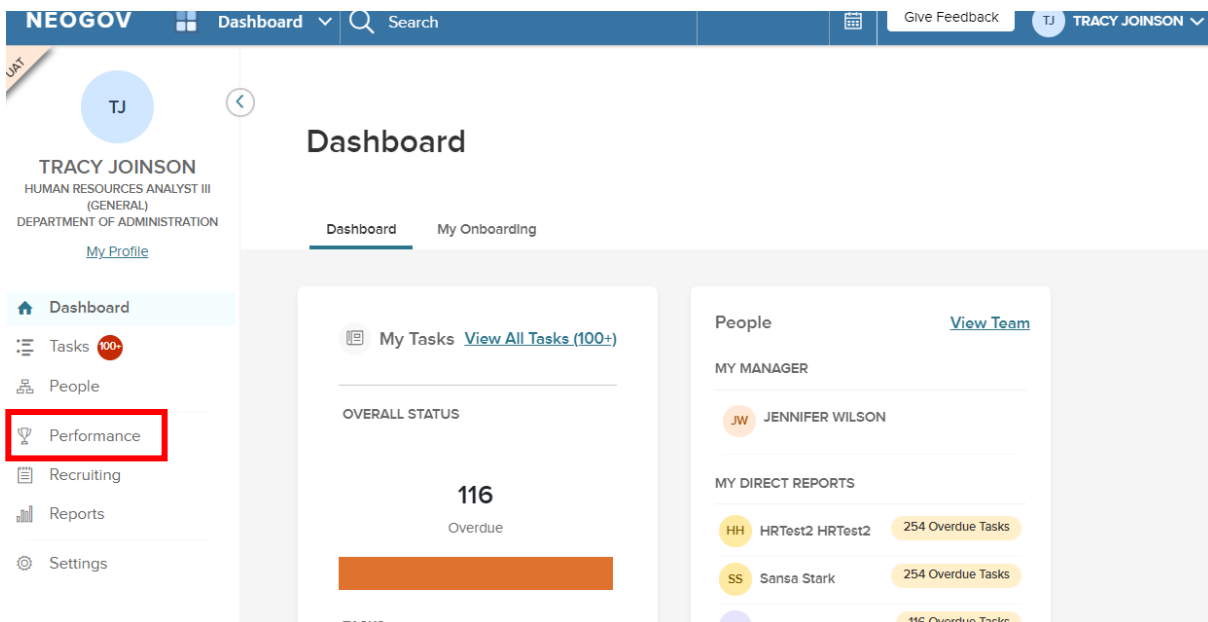 NEOGOV
Dashboard
Search
Give Feedback
TJ
TRACY JOINSON
UAT
TJ
TRACY JOINSON
HUMAN RESOURCES ANALYST III
(GENERAL)
DEPARTMENT OF ADMINISTRATION
My Profile
Dashboard
Tasks 100+
People
Performance
Recruiting
Reports
Settings
Dashboard
Dashboard
My Onboarding
My Tasks View All Tasks (100+)
OVERALL STATUS
116
Overdue
People
View Team
MY MANAGER
JW JENNIFER WILSON
MY DIRECT REPORTS
HH HRTest2 HRTest2 254 Overdue Tasks
SS Sansa Stark 254 Overdue Tasks
116 Overdue Tasks